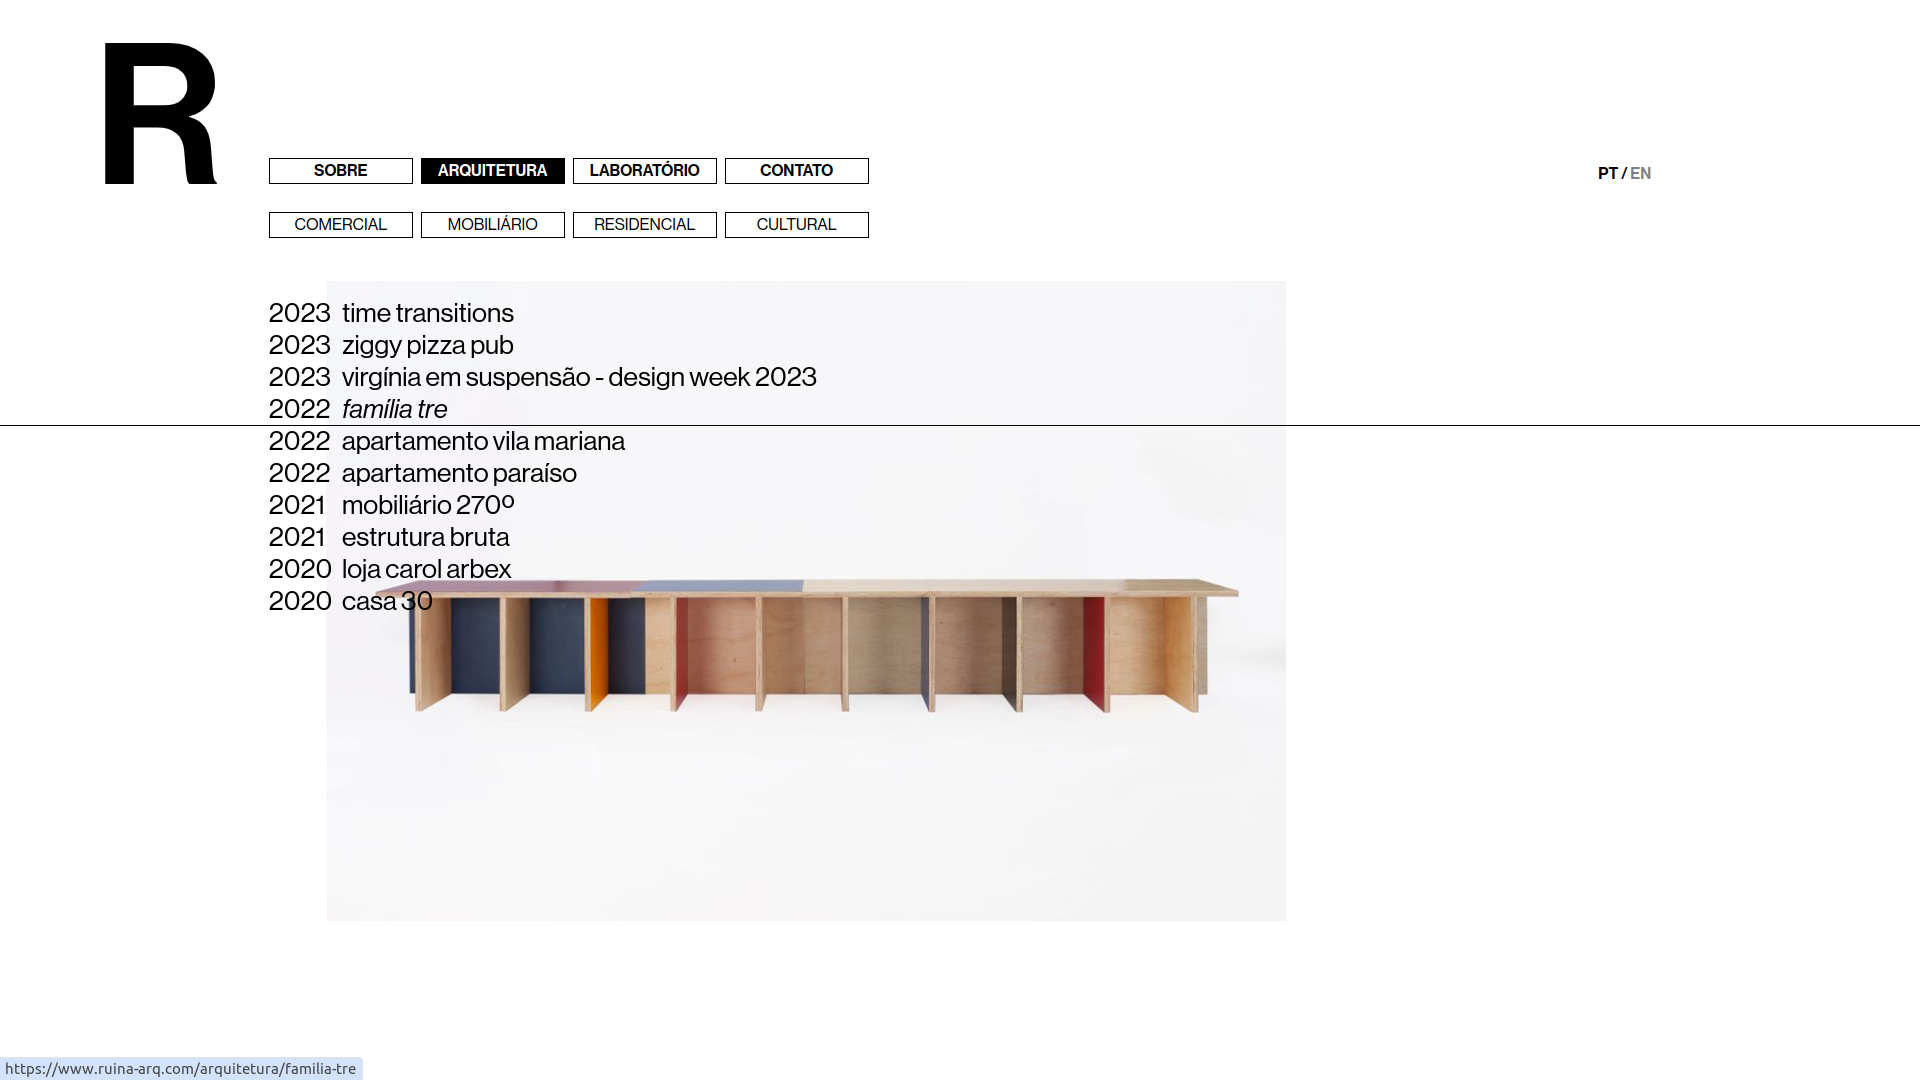 R
SOBRE ARQUITETURA LABORATÓRIO CONTATO PT / EN
COMERCIAL MOBILIÁRIO RESIDENCIAL CULTURAL
2023 time transitions
2023 ziggy pizza pub
2023 virgínia em suspensão - design week 2023
2022 família tre
2022 apartamento vila mariana
2022 apartamento paraíso
2021 mobiliário 270º
2021 estrutura bruta
2020 loja carol arbex
2020 casa 30
https://www.ruina-arq.com/arquitetura/familia-tre